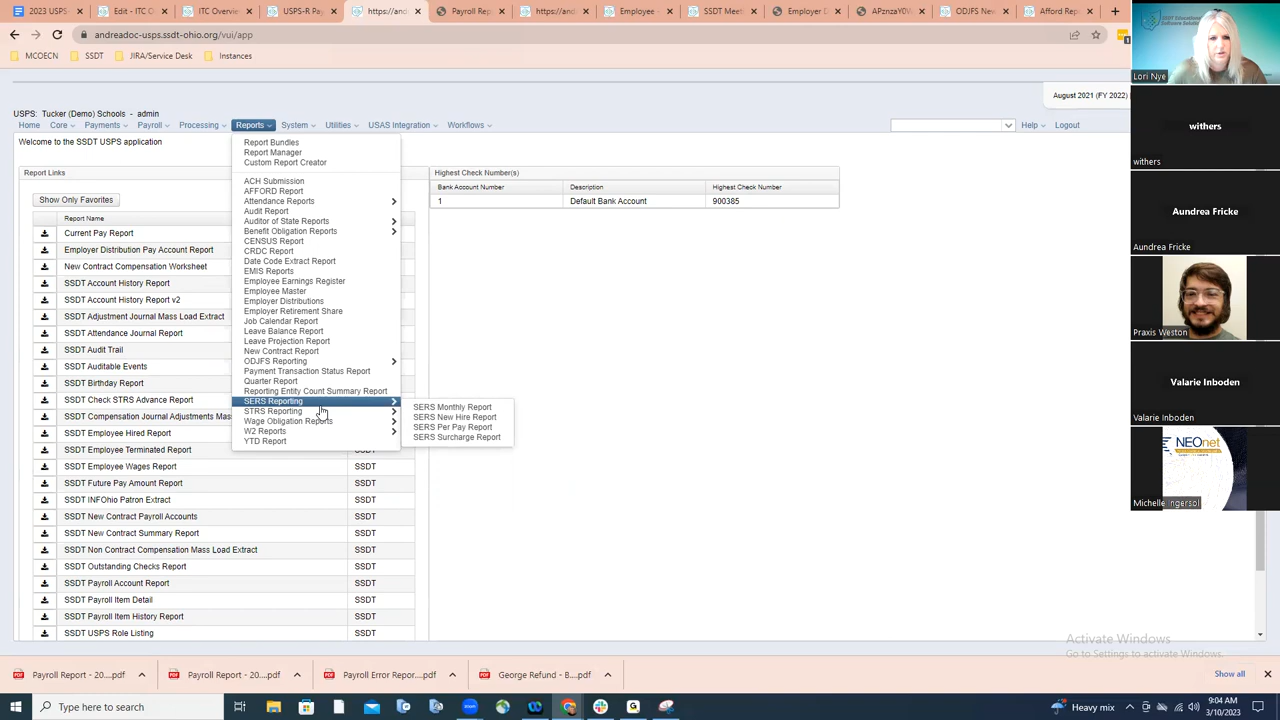 2023 USPS
Edit – ITC O
ITC Overvie
USPS-R Pay
https://and
Payroll Rep
https://and
Employee
SSDT Mode
Employer D
APznzaY0V
ODJFS New
Afford Repo
andreadoc-usps.ssdt-ohio.org/vui/app
MCOECN
SSDT
JIRA/Service Desk
Instances
USPS: Tucker (Demo) Schools - admin
August 2021 (FY 2022)
Home
Core
Payments
Payroll
Processing
Reports
System
Utilities
USAS Integration
Workflows
Help
Logout
Welcome to the SSDT USPS application
Report Links
Show Only Favorites
Report Name
Current Pay Report
Employer Distribution Pay Account Report
New Contract Compensation Worksheet
SSDT Account History Report
SSDT Account History Report v2
SSDT Adjustment Journal Mass Load Extract
SSDT Attendance Journal Report
SSDT Audit Trail
SSDT Auditable Events
SSDT Birthday Report
SSDT Check STRS Advance Report
SSDT Compensation Journal Adjustments Mass
SSDT Employee Hired Report
SSDT Employee Terminated Report SSDT
SSDT Employee Wages Report SSDT
SSDT Future Pay Amount Report SSDT
SSDT INFOhio Patron Extract SSDT
SSDT New Contract Payroll Accounts SSDT
SSDT New Contract Summary Report SSDT
SSDT Non Contract Compensation Mass Load Extract SSDT
SSDT Outstanding Checks Report SSDT
SSDT Payroll Account Report SSDT
SSDT Payroll Item Detail SSDT
SSDT Payroll Item History Report SSDT
SSDT USPS Role Listing SSDT
Report Bundles
Report Manager
Custom Report Creator
ACH Submission
AFFORD Report
Attendance Reports
Audit Report
Auditor of State Reports
Benefit Obligation Reports
CENSUS Report
CRDC Report
Date Code Extract Report
EMIS Reports
Employee Earnings Register
Employee Master
Employer Distributions
Employer Retirement Share
Job Calendar Report
Leave Balance Report
Leave Projection Report
New Contract Report
ODJFS Reporting
Payment Transaction Status Report
Quarter Report
Reporting Entity Count Summary Report
SERS Reporting
STRS Reporting
Wage Obligation Reports
W2 Reports
YTD Report
SERS Monthly Report
SERS New Hire Report
SERS Per Pay Report
SERS Surcharge Report
Highest Check Number(s)
Bank Account Number Description Highest Check Number
1 Default Bank Account 900385
Lori Nye
withers
withers
Aundrea Fricke
Aundrea Fricke
Praxis Weston
Valarie Inboden
Valarie Inboden
NEOnet
Michelle Ingersol
Activate Windows
Go to Settings to activate Windows.
Payroll Report - 20....pdf
Payroll Report - 20....pdf
Payroll Error Repor....pdf
George Behind - B....pdf
Show all
Type here to search
Heavy mix
9:04 AM
3/10/2023